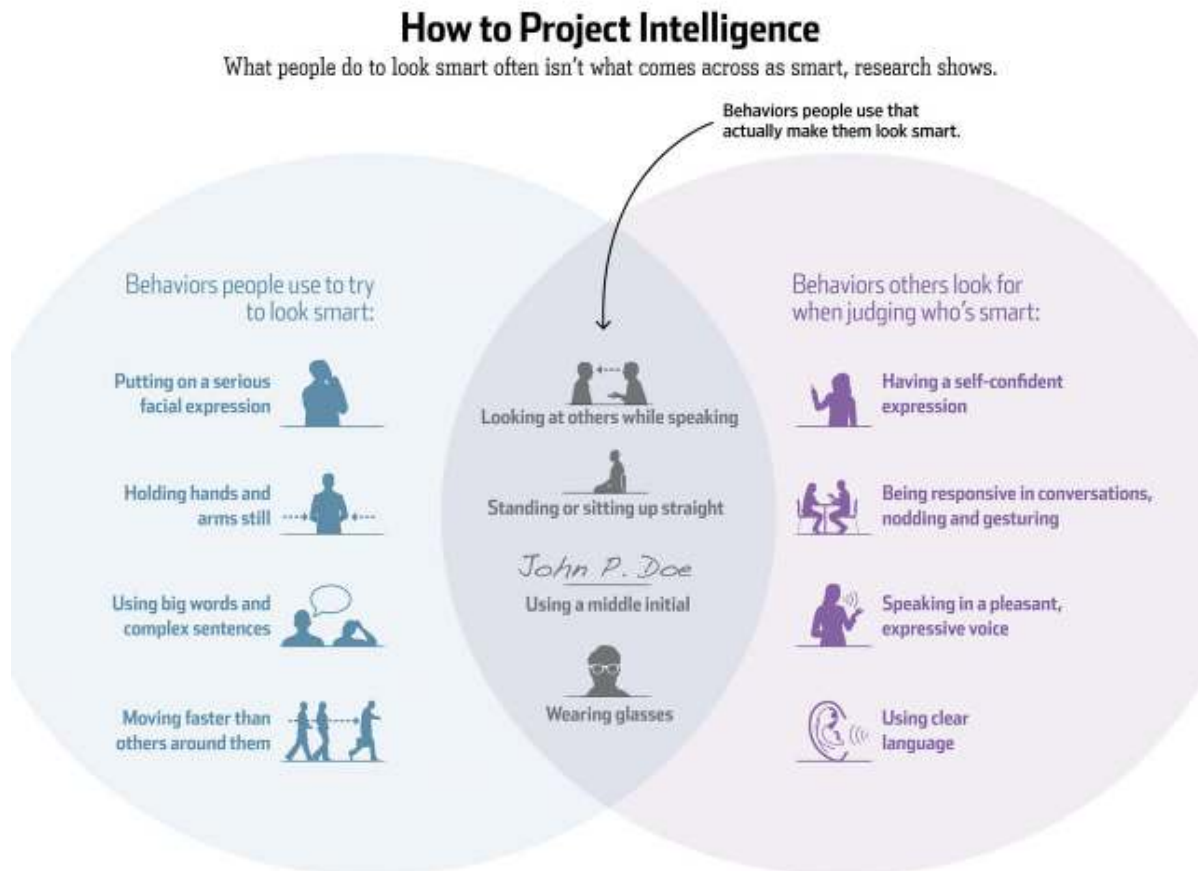 How to Project Intelligence
What people do to look smart often isn't what comes across as smart, research shows.
Behaviors people use that
actually make them look smart.
Behaviors people use to try
to look smart:
Putting on a serious
facial expression
Holding hands and
arms still
Using big words and
complex sentences
Moving faster than
others around them
Looking at others while speaking
Standing or sitting up straight
John P. Doe
Using a middle initial
Wearing glasses
Behaviors others look for
when judging who's smart:
Having a self-confident
expression
Being responsive in conversations,
nodding and gesturing
Speaking in a pleasant,
expressive voice
Using clear
language